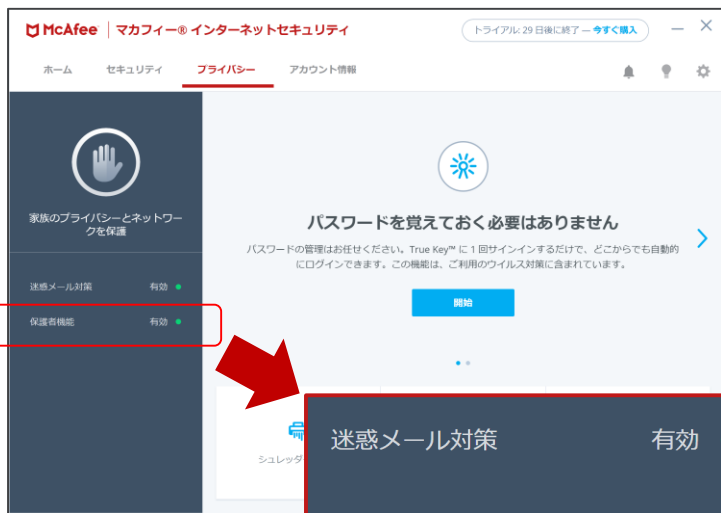 McAfee マカフィー® インターネットセキュリティ
トライアル: 29 日後に終了 — 今すぐ購入
ホーム セキュリティ プライバシー アカウント情報
家族のプライバシーとネットワー
クを保護
迷惑メール対策 有効
保護者機能 有効
パスワードを覚えておく必要はありません
パスワードの管理はお任せください。True Key™ に 1 回サインインするだけで、どこからでも自動的
にログインできます。この機能は、ご利用のウイルス対策に含まれています。
開始
シュレッダ
迷惑メール対策 有効